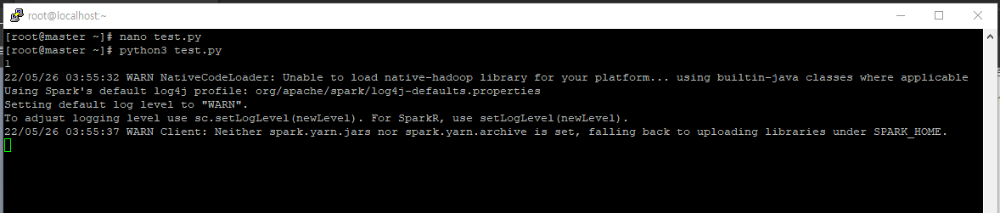 root@localhost:~
[root@master ~]# nano test.py
[root@master ~]# python3 test.py
l
22/05/26 03:55:32 WARN NativeCodeLoader: Unable to load native-hadoop library for your platform... using builtin-java classes where applicable
Using Spark's default log4j profile: org/apache/spark/log4j-defaults.properties
Setting default log level to "WARN".
To adjust logging level use sc.setLogLevel(newLevel). For SparkR, use setLogLevel(newLevel).
22/05/26 03:55:37 WARN Client: Neither spark.yarn.jars nor spark.yarn.archive is set, falling back to uploading libraries under SPARK_HOME.